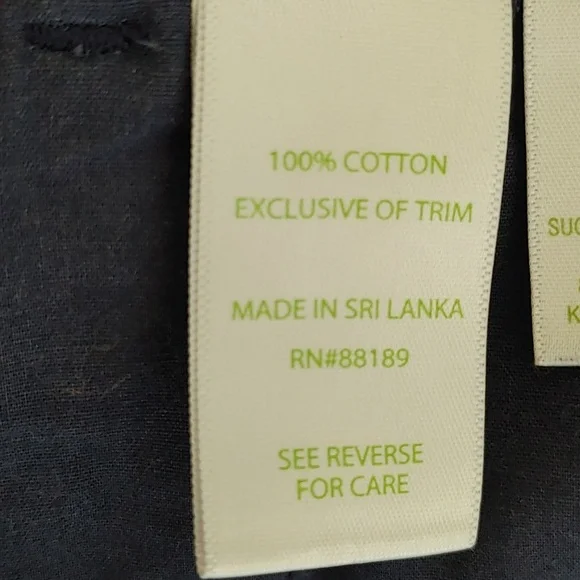 100% COTTON
EXCLUSIVE OF TRIM
MADE IN SRI LANKA
RN#88189
SEE REVERSE
FOR CARE